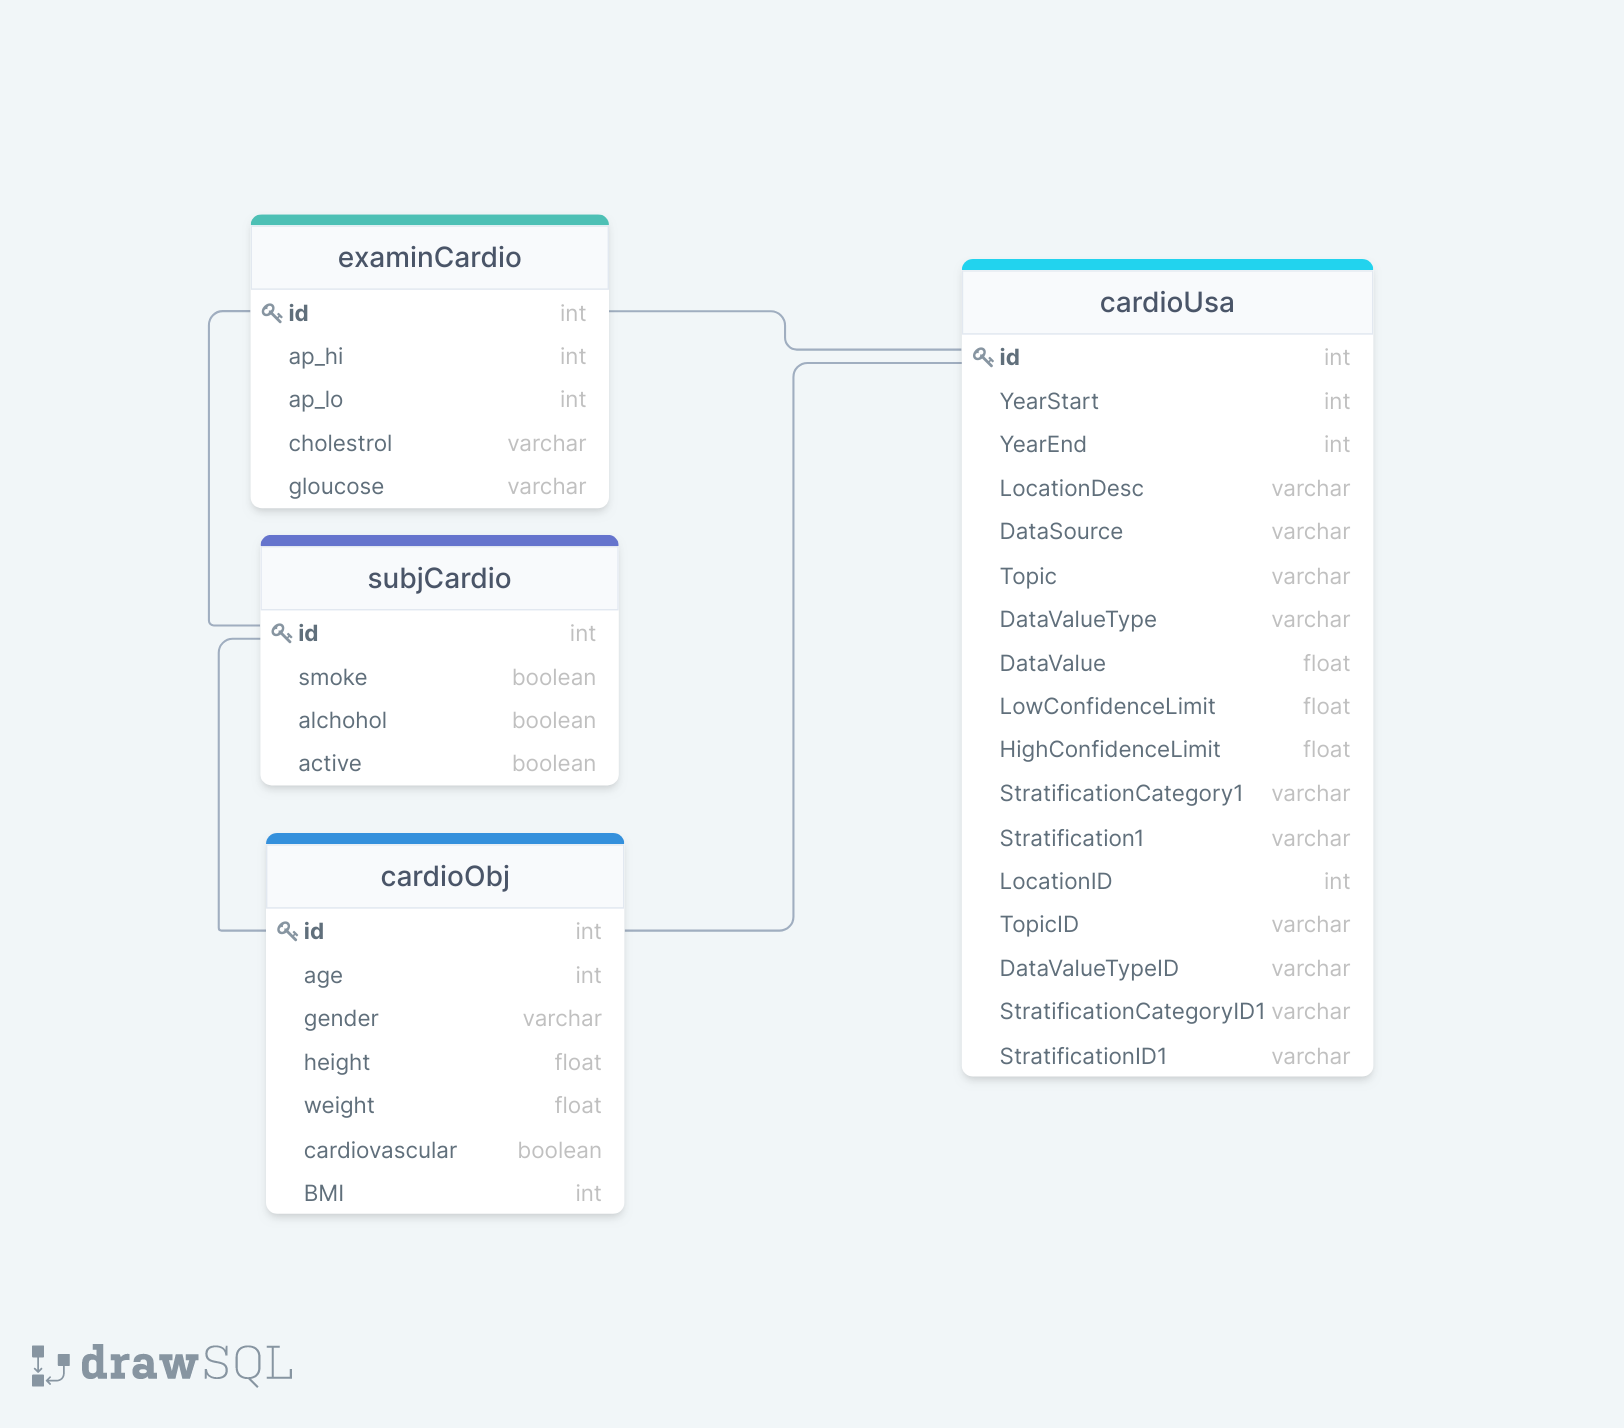 examinCardio
id int
ap_hi int
ap_lo int
cholestrol varchar
gloucose varchar
subjCardio
id int
smoke boolean
alchohol boolean
active boolean
cardioObj
id int
age int
gender varchar
height float
weight float
cardiovascular boolean
BMI int
cardioUsa
id int
YearStart int
YearEnd int
LocationDesc varchar
DataSource varchar
Topic varchar
DataValueType varchar
DataValue float
LowConfidenceLimit float
HighConfidenceLimit float
StratificationCategory1 varchar
Stratification1 varchar
LocationID int
TopicID varchar
DataValueTypeID varchar
StratificationCategoryID1 varchar
StratificationID1 varchar
drawSQL